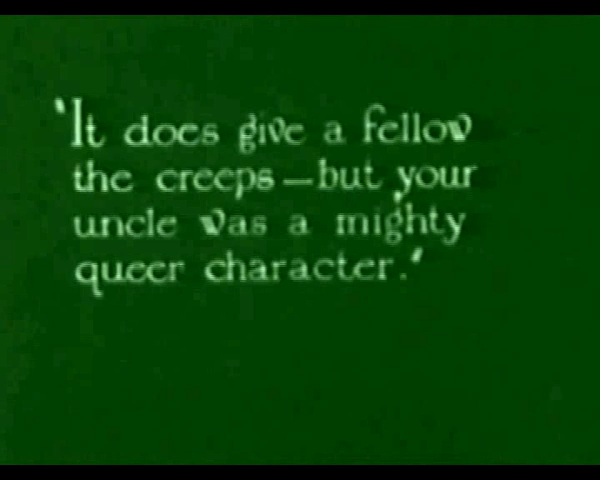 'It does give a fellow
the creeps—but your
uncle was a mighty
queer character.'